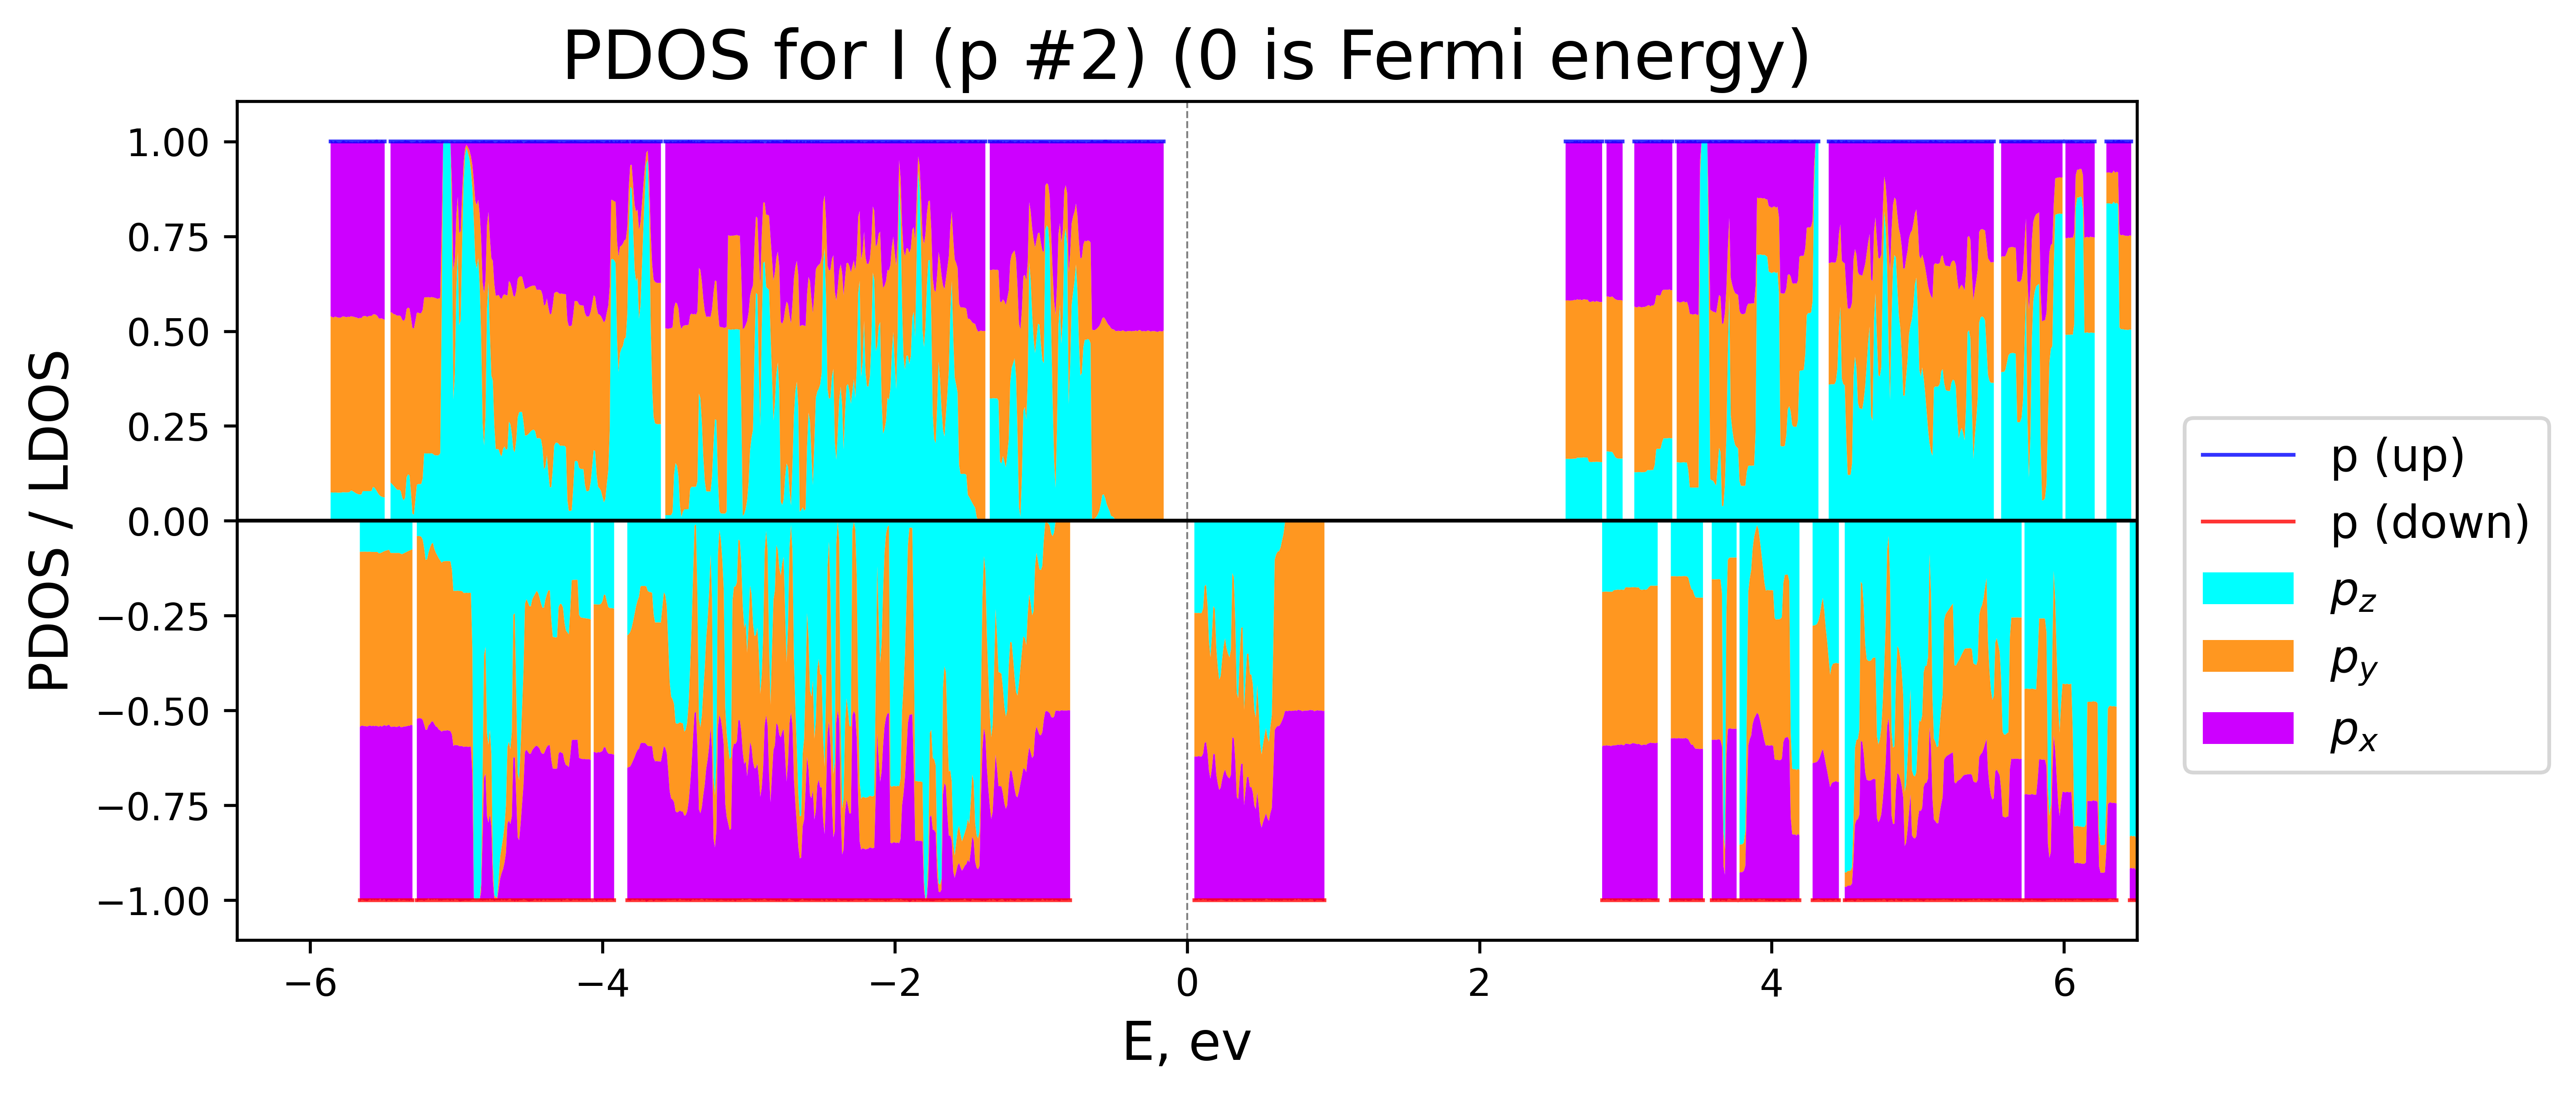 PDOS for I (p #2) (0 is Fermi energy)
PDOS / LDOS
1.00
0.75
0.50
0.25
0.00
−0.25
−0.50
−0.75
−1.00
−6
−4
−2
0
2
4
6
E, ev
p (up)
p (down)
p_z
p_y
p_x